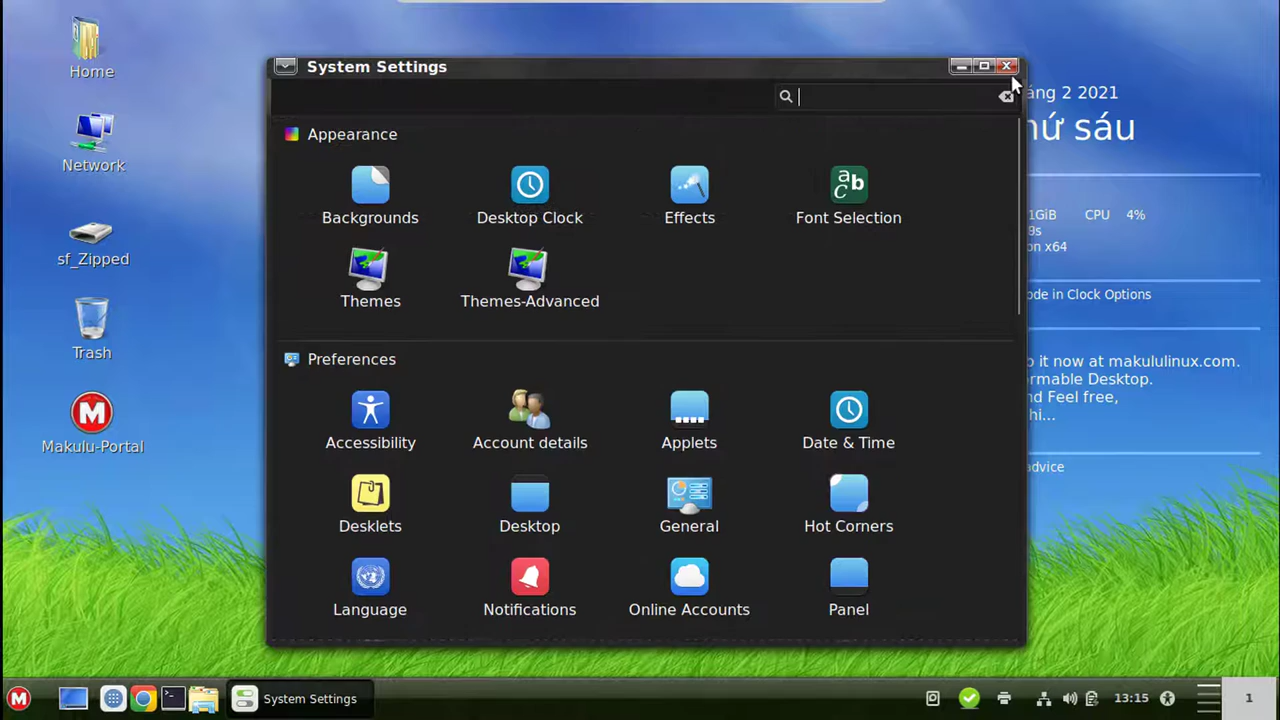 Home
Network
sf_Zipped
Trash
Makulu-Portal
System Settings
Appearance
Backgrounds
Desktop Clock
Effects
Font Selection
Themes
Themes-Advanced
Preferences
Accessibility
Account details
Applets
Date & Time
Desklets
Desktop
General
Hot Corners
Language
Notifications
Online Accounts
Panel
áng 2 2021
ứ sáu
1GiB CPU 4%
on x64
ode in Clock Options
it now at makululinux.com.
rmable Desktop.
nd Feel free,
hi...
advice
M
System Settings
13:15
1